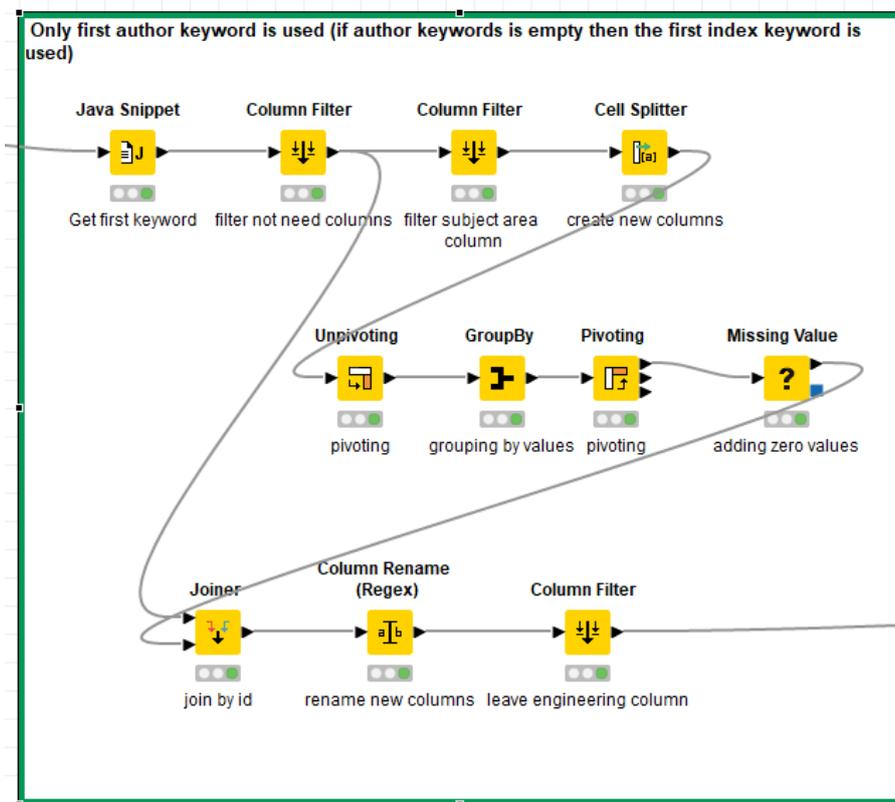 Only first author keyword is used (if author keywords is empty then the first index keyword is
used)
Java Snippet
Column Filter
Column Filter
Cell Splitter
J
[a]
Get first keyword
filter not need columns
filter subject area
column
create new columns
Unpivoting
GroupBy
Pivoting
Missing Value
?
pivoting
grouping by values
pivoting
adding zero values
Joiner
Column Rename
(Regex)
Column Filter
a b
join by id
rename new columns
leave engineering column